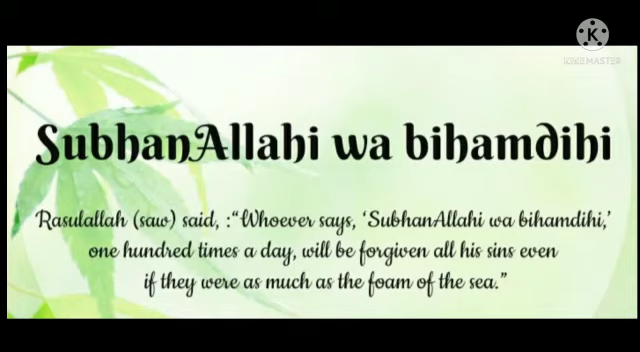 K
KINEMASTER
SubhanAllahi wa bihamdihi
Rasulallah (saw) said, :“Whoever says, ‘SubhanAllahi wa bihamdihi,’
one hundred times a day, will be forgiven all his sins even
if they were as much as the foam of the sea.”